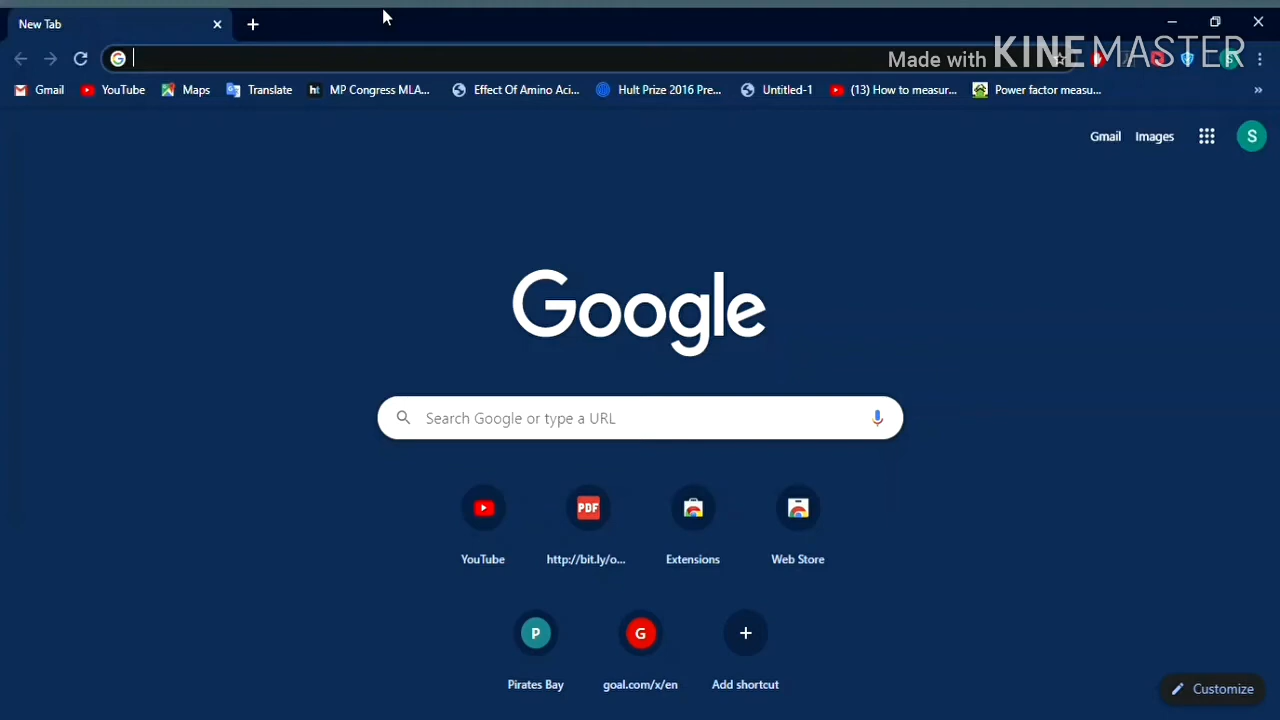 New Tab
Made with KINEMASTER
Gmail YouTube Maps Translate ht MP Congress MLA... Effect Of Amino Aci... Hult Prize 2016 Pre... Untitled-1 (13) How to measur... Power factor measu... »
Gmail Images S
Google
Search Google or type a URL
PDF
YouTube http://bit.ly/o... Extensions Web Store
P G
Pirates Bay goal.com/x/en Add shortcut
Customize